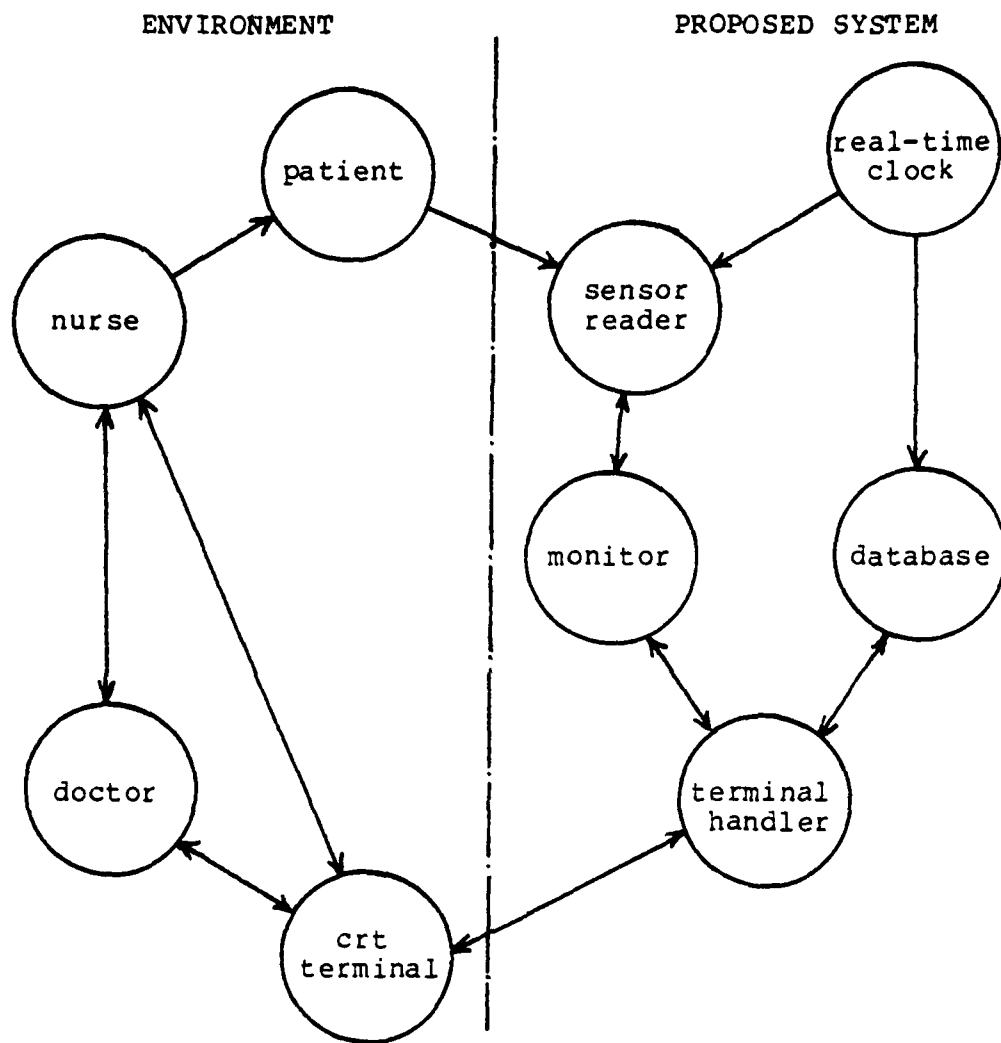 ENVIRONMENT
PROPOSED SYSTEM
patient
real-time
clock
nurse
sensor
reader
monitor
database
doctor
terminal
handler
crt
terminal